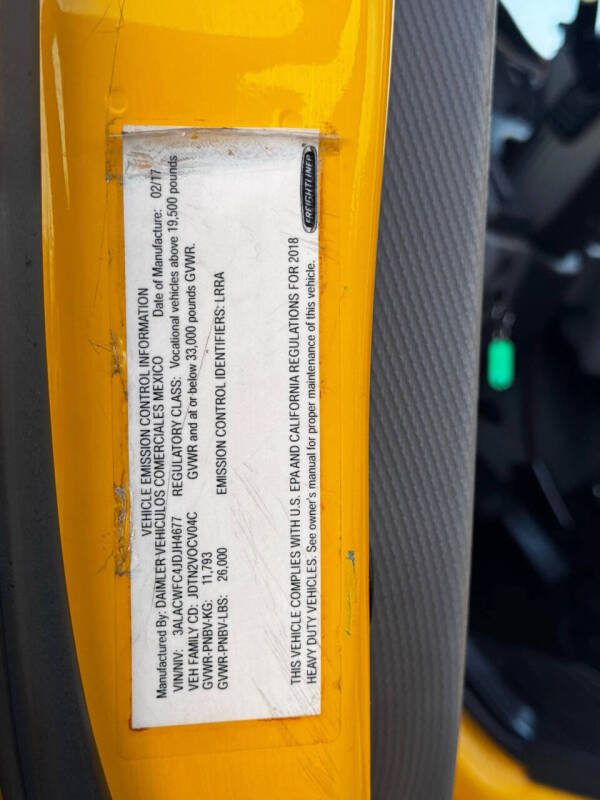 VEHICLE EMISSION CONTROL INFORMATION
Manufactured By: DAIMLER VEHICULOS COMERCIALES MEXICO Date of Manufacture: 02/17
VIN/NIV: 3ALACWFC4JDJH4677 REGULATORY CLASS: Vocational vehicles above 19,500 pounds
VEH FAMILY CD: JDTN2VOCV04C GVWR and at or below 33,000 pounds GVWR.
GVWR-PNBV-KG: 11,793
GVWR-PNBV-LBS: 26,000 EMISSION CONTROL IDENTIFIERS: LRRA
THIS VEHICLE COMPLIES WITH U.S. EPA AND CALIFORNIA REGULATIONS FOR 2018
HEAVY DUTY VEHICLES. See owner's manual for proper maintenance of this vehicle.
FREIGHTLINER